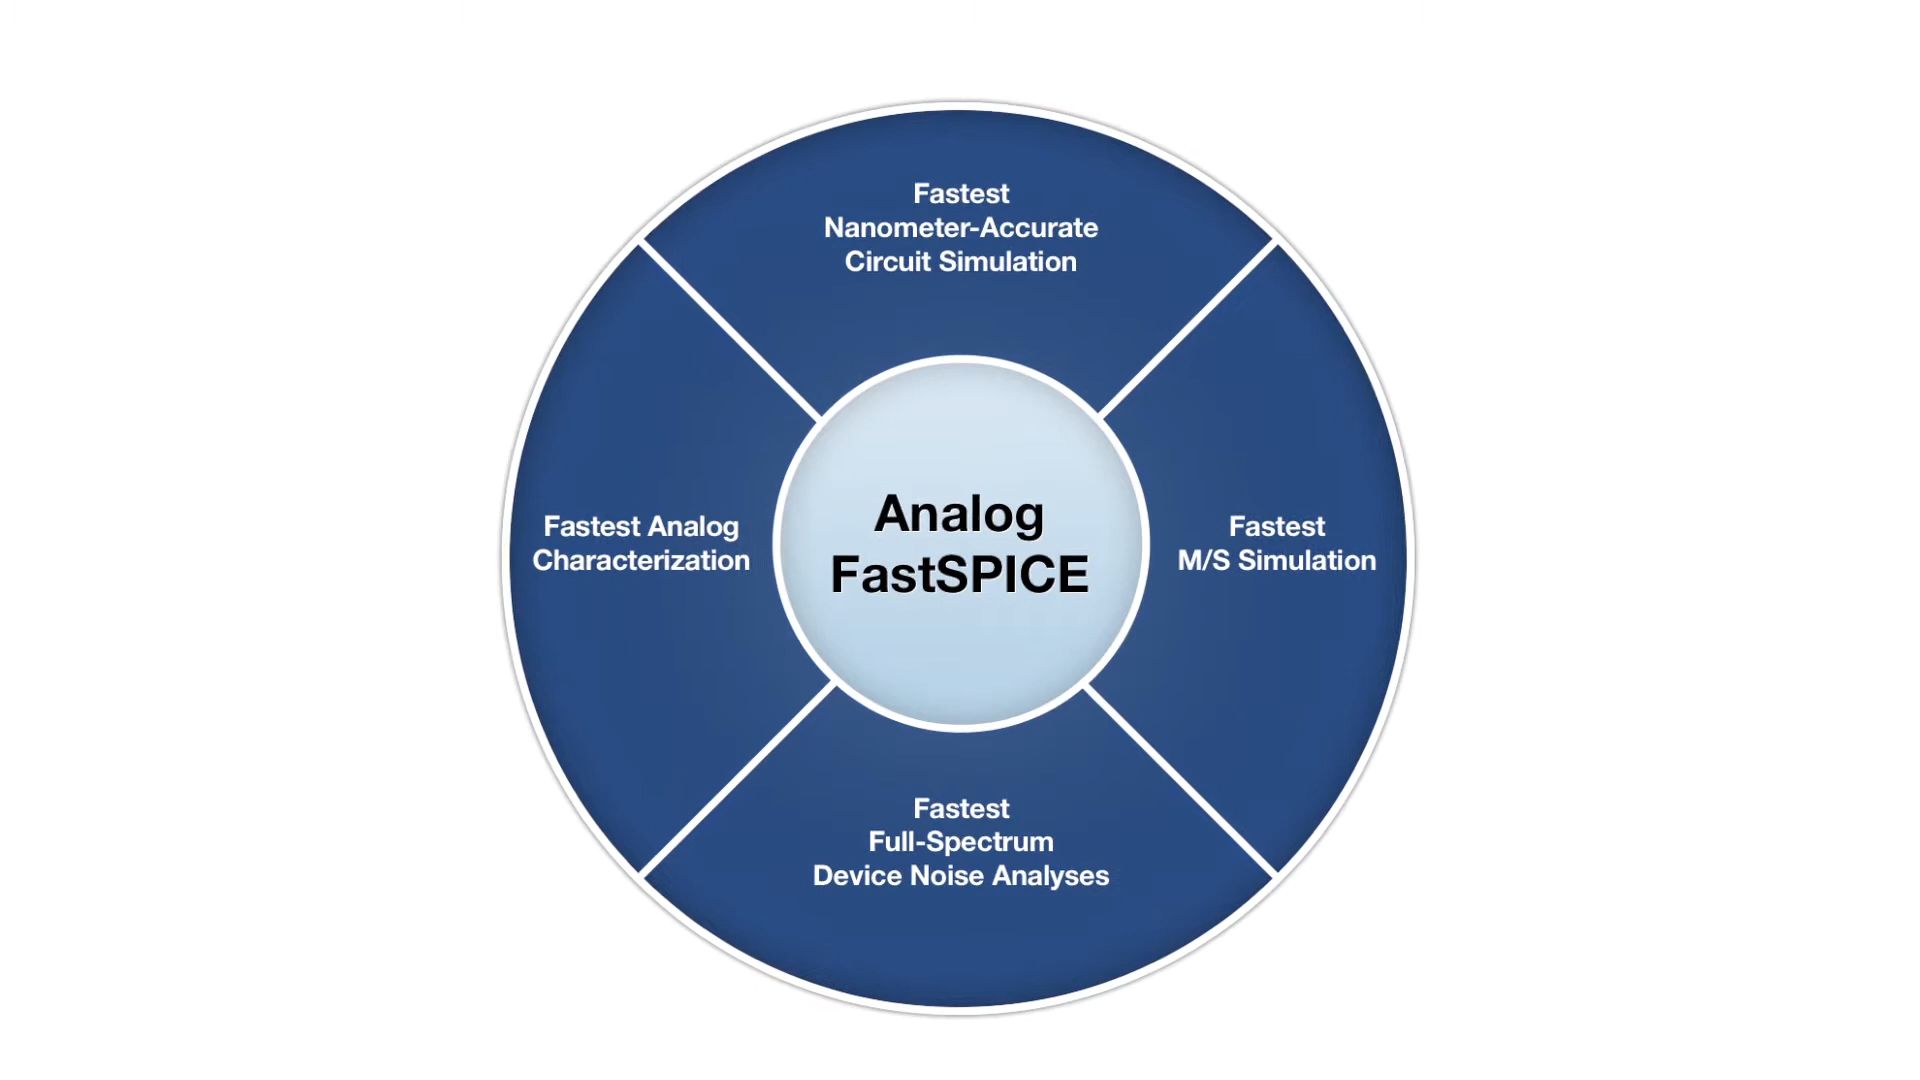 Fastest
Nanometer-Accurate
Circuit Simulation
Fastest Analog
Characterization
Analog
FastSPICE
Fastest
M/S Simulation
Fastest
Full-Spectrum
Device Noise Analyses